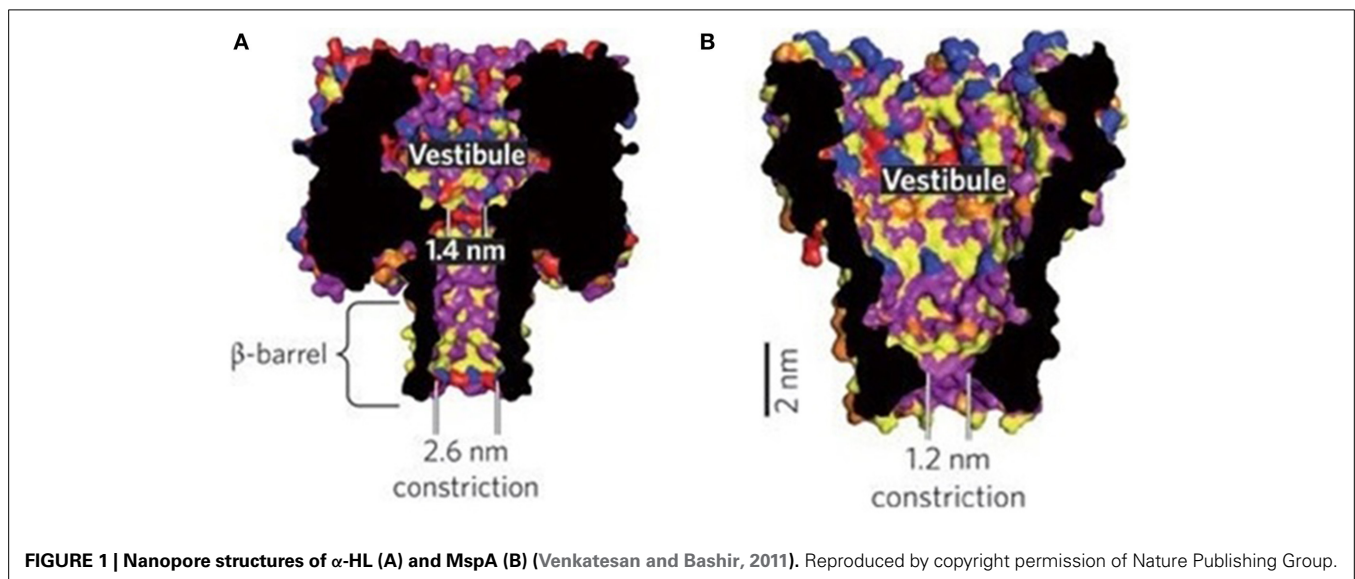 A
B
Vestibule
Vestibule
1.4 nm
β-barrel
2 nm
2.6 nm
constriction
1.2 nm
constriction
FIGURE 1 | Nanopore structures of α-HL (A) and MspA (B) (Venkatesan and Bashir, 2011). Reproduced by copyright permission of Nature Publishing Group.